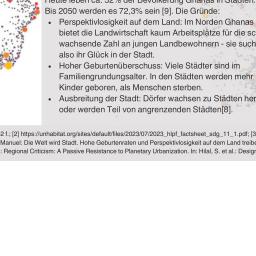 Heute leben ca. 52% der Bevölkerung Ghanas in Städten.
Bis 2050 werden es 72,3% sein [9]. Die Gründe:
• Perspektivlosigkeit auf dem Land: Im Norden Ghanas
bietet die Landwirtschaft kaum Arbeitsplätze für die sc
wachsende Zahl an jungen Landbewohnern - sie such
also ihr Glück in der Stadt.
• Hoher Geburtenüberschuss: Viele Städter sind im
Familiengrundungsalter. In den Städten werden mehr
Kinder geboren, als Menschen sterben.
• Ausbreitung der Stadt: Dörfer wachsen zu Städten her
oder werden Teil von angrenzenden Städten[8].
2 f.; [2] https://unhabitat.org/sites/default/files/2023/07/2023_hlpf_factsheet_sdg_11_1.pdf; [3
Manuel: Die Welt wird Stadt. Hohe Geburtenraten und Perspektivlosigkeit auf dem Land treibe
: Regional Criticism: A Passive Resistance to Planetary Urbanization. In: Hilal, S. et al.: Design